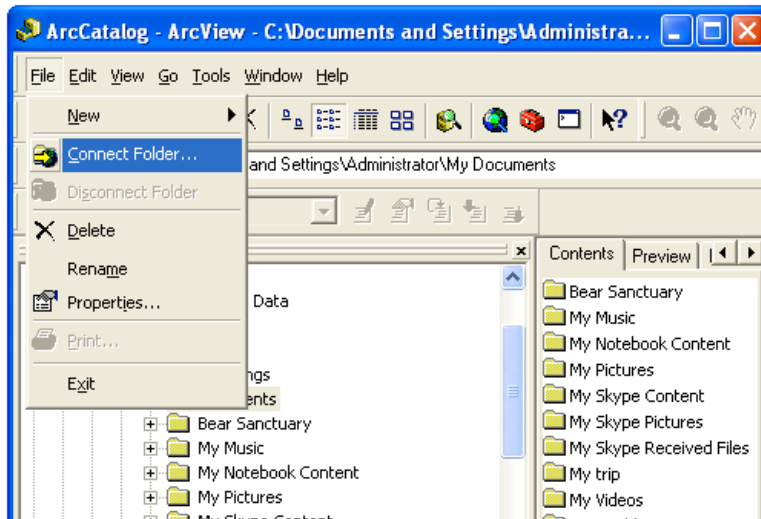 ArcCatalog - ArcView - C:\Documents and Settings\Administra...
File Edit View Go Tools Window Help
New
Connect Folder...
and Settings\Administrator\My Documents
Disconnect Folder
Delete
Rename
Properties...
Print...
Exit
Data
ngs
ents
Bear Sanctuary
My Music
My Notebook Content
My Pictures
My Skype Content
Contents Preview
Bear Sanctuary
My Music
My Notebook Content
My Pictures
My Skype Content
My Skype Pictures
My Skype Received Files
My trip
My Videos